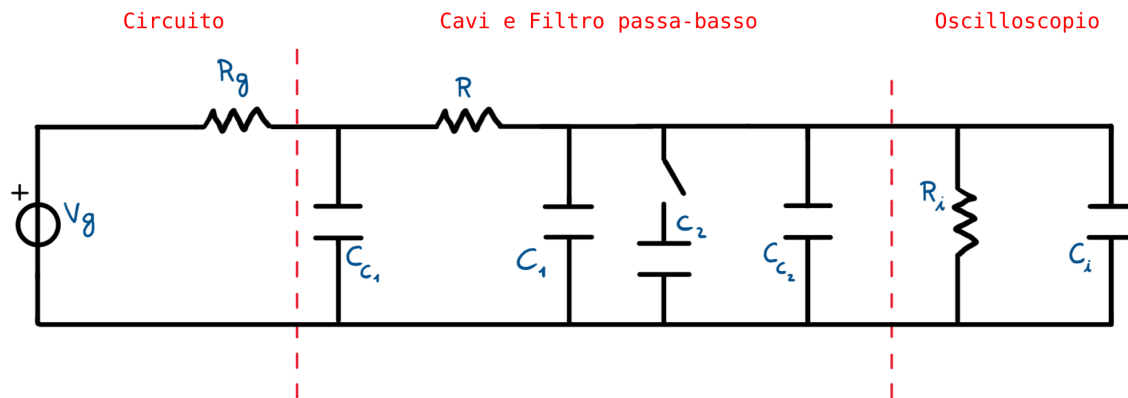 Circuito
Cavi e Filtro passa-basso
Oscilloscopio
Rg
R
+
Vg
Cc1
C1
C2
Cc2
Ri
Ci